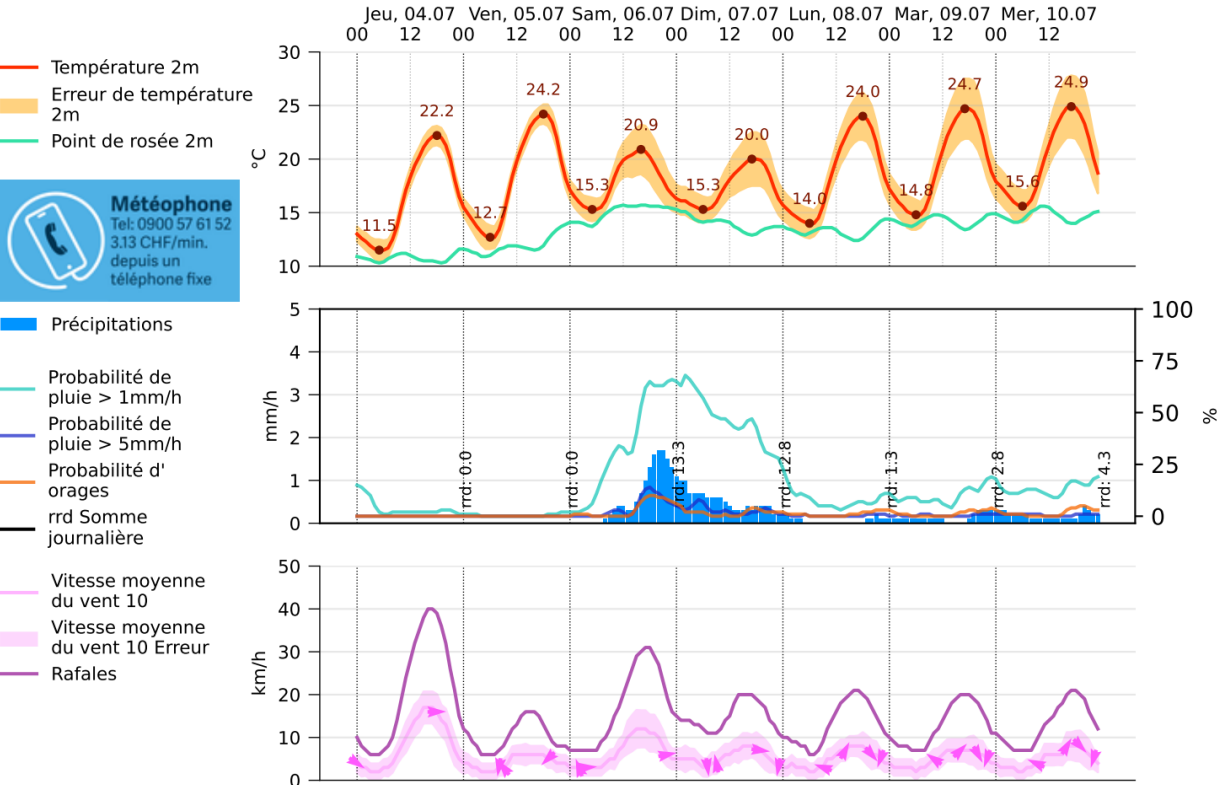 Jeu, 04.07 Ven, 05.07 Sam, 06.07 Dim, 07.07 Lun, 08.07 Mar, 09.07 Mer, 10.07
00 12 00 12 00 12 00 12 00 12 00 12 00 12
Température 2m
Erreur de température
2m
Point de rosée 2m
°C
30
25
20
15
10
11.5
22.2
12.7
24.2
15.3
20.9
15.3
20.0
14.0
24.0
14.8
24.7
15.6
24.9
Météophone
Tel: 0900 57 61 52
3.13 CHF/min.
depuis un
téléphone fixe
Précipitations
Probabilité de
pluie > 1mm/h
Probabilité de
pluie > 5mm/h
Probabilité d'
orages
rrd Somme
journalière
mm/h
5
4
3
2
1
0
100
75
50
25
0
%
rrd: 0.0
rrd: 0.0
rrd: 13.3
rrd: 12.8
rrd: 1.3
rrd: 2.8
rrd: 4.3
Vitesse moyenne
du vent 10
Vitesse moyenne
du vent 10 Erreur
Rafales
km/h
50
40
30
20
10
0